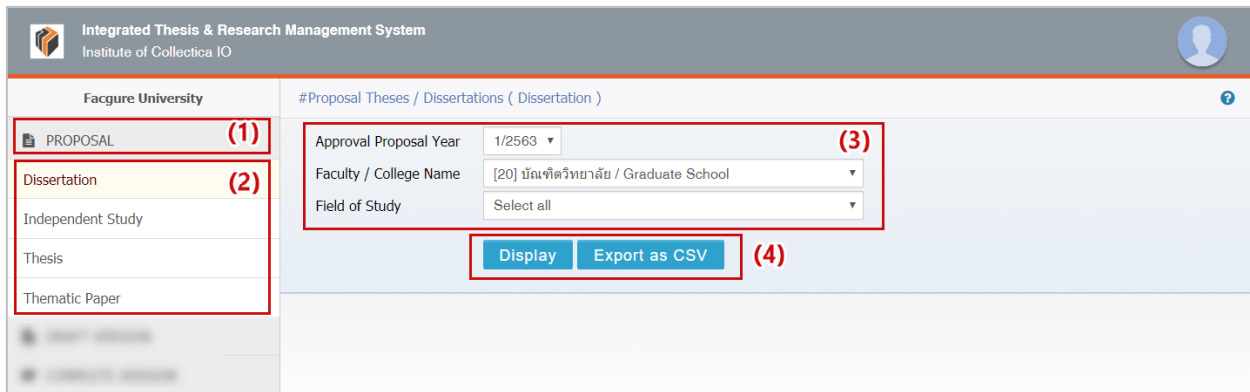 Integrated Thesis & Research Management System
Institute of Collectica IO
Facgure University
#Proposal Theses / Dissertations ( Dissertation )
PROPOSAL (1)
Dissertation (2)
Independent Study
Thesis
Thematic Paper
Approval Proposal Year 1/2563 (3)
Faculty / College Name [20] บัณฑิตวิทยาลัย / Graduate School
Field of Study Select all
Display Export as CSV (4)